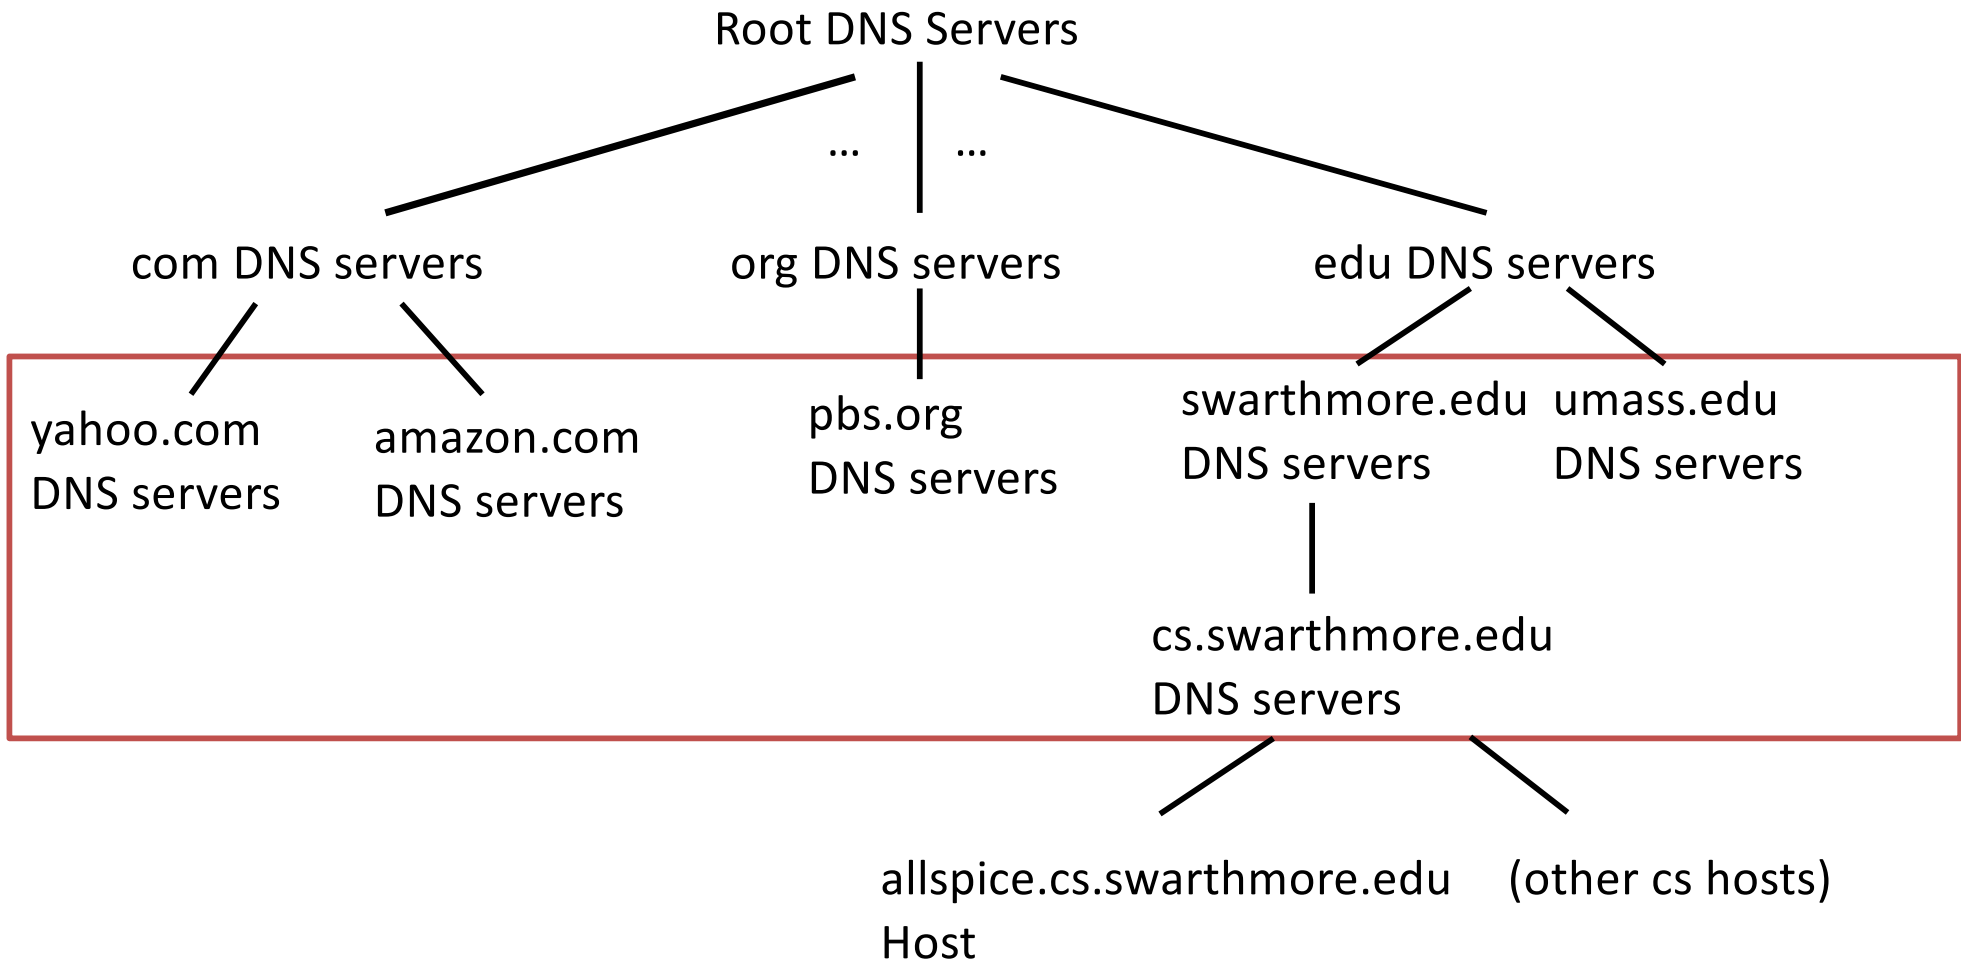 Root DNS Servers
... ...
com DNS servers
org DNS servers
edu DNS servers
yahoo.com
DNS servers
amazon.com
DNS servers
pbs.org
DNS servers
swarthmore.edu
DNS servers
umass.edu
DNS servers
cs.swarthmore.edu
DNS servers
allspice.cs.swarthmore.edu
Host
(other cs hosts)